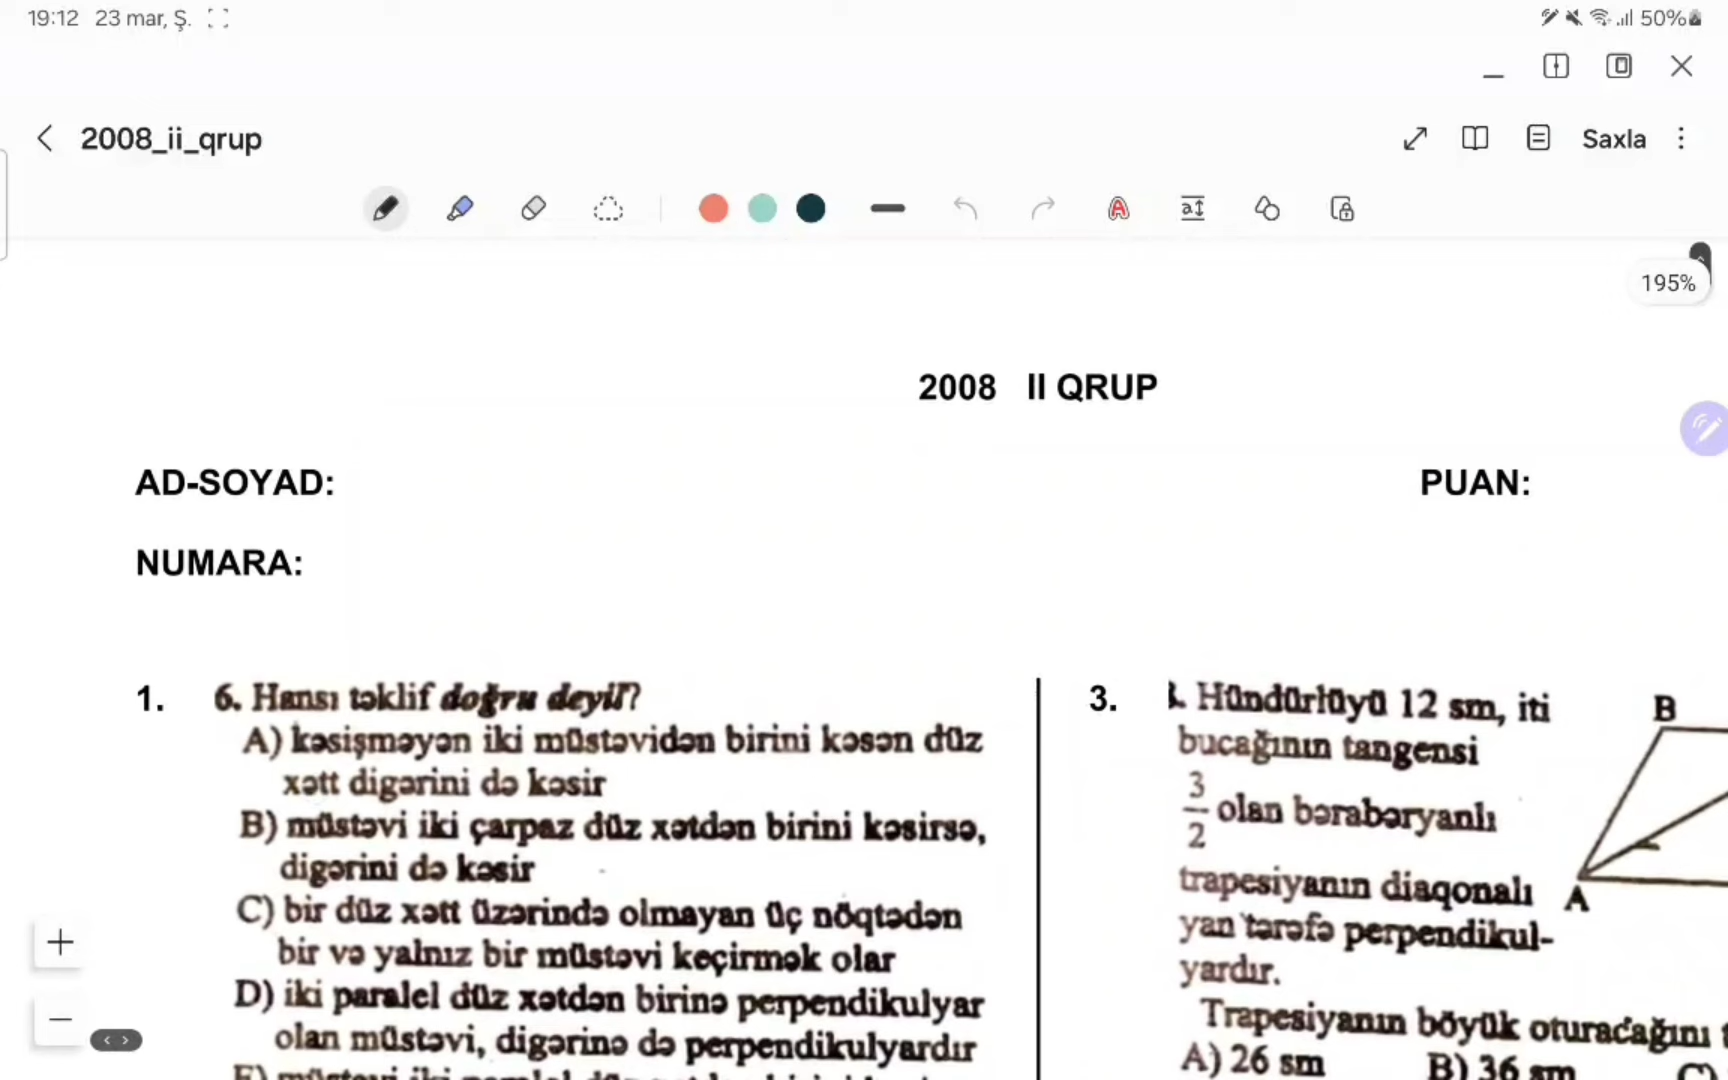 19:12 23 mar, Ş.
50%
2008_ii_qrup
Saxla
195%
2008 II QRUP
AD-SOYAD:
PUAN:
NUMARA:
1. 6. Hansı təklif doğru deyil?
A) kəsişməyən iki müstəvidən birini kəsən düz
xətt digərini də kəsir
B) müstəvi iki çarpaz düz xətdən birini kəsirsə,
digərini də kəsir
C) bir düz xətt üzərində olmayan üç nöqtədən
bir və yalnız bir müstəvi keçirmək olar
D) iki paralel düz xətdən birinə perpendikulyar
olan müstəvi, digərinə də perpendikulyardır
3. Hündürlüyü 12 sm, iti
bucağının tangensi
3/2 olan bərabəryanlı
trapesiyanın diaqonalı
yan tərəfə perpendikul-
yardır.
Trapesiyanın böyük oturacağını
A) 26 sm B) 36 sm C)
B
A